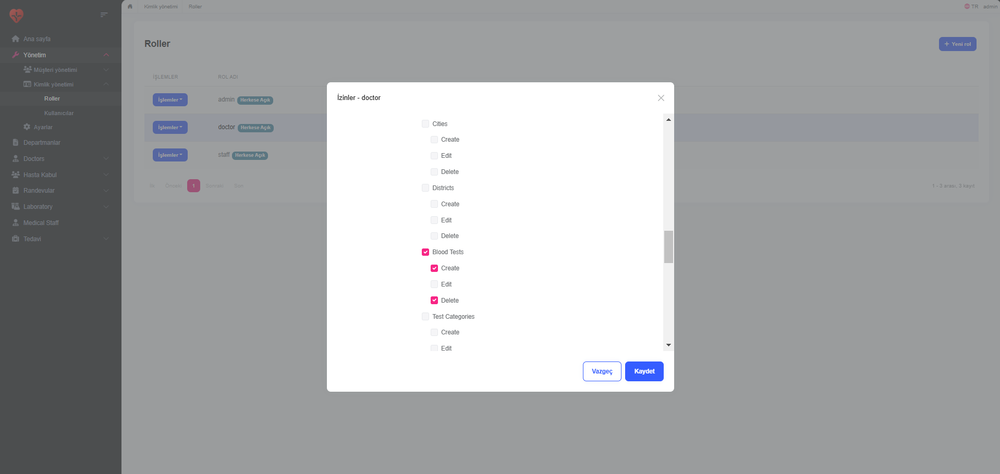 Kimlik yönetimi
Roller
TR
admin
Ana sayfa
Yönetim
Müşteri yönetimi
Kimlik yönetimi
Roller
Kullanıcılar
Ayarlar
Departmanlar
Doctors
Hasta Kabul
Randevular
Laboratory
Medical Staff
Tedavi
Roller
+ Yeni rol
İŞLEMLER
ROL ADI
İşlemler
admin Herkese Açık
İşlemler
doctor Herkese Açık
İşlemler
staff Herkese Açık
İlk
Önceki
1
Sonraki
Son
1 - 3 arası, 3 kayıt
İzinler - doctor
Cities
Create
Edit
Delete
Districts
Create
Edit
Delete
Blood Tests
Create
Edit
Delete
Test Categories
Create
Edit
Vazgeç
Kaydet